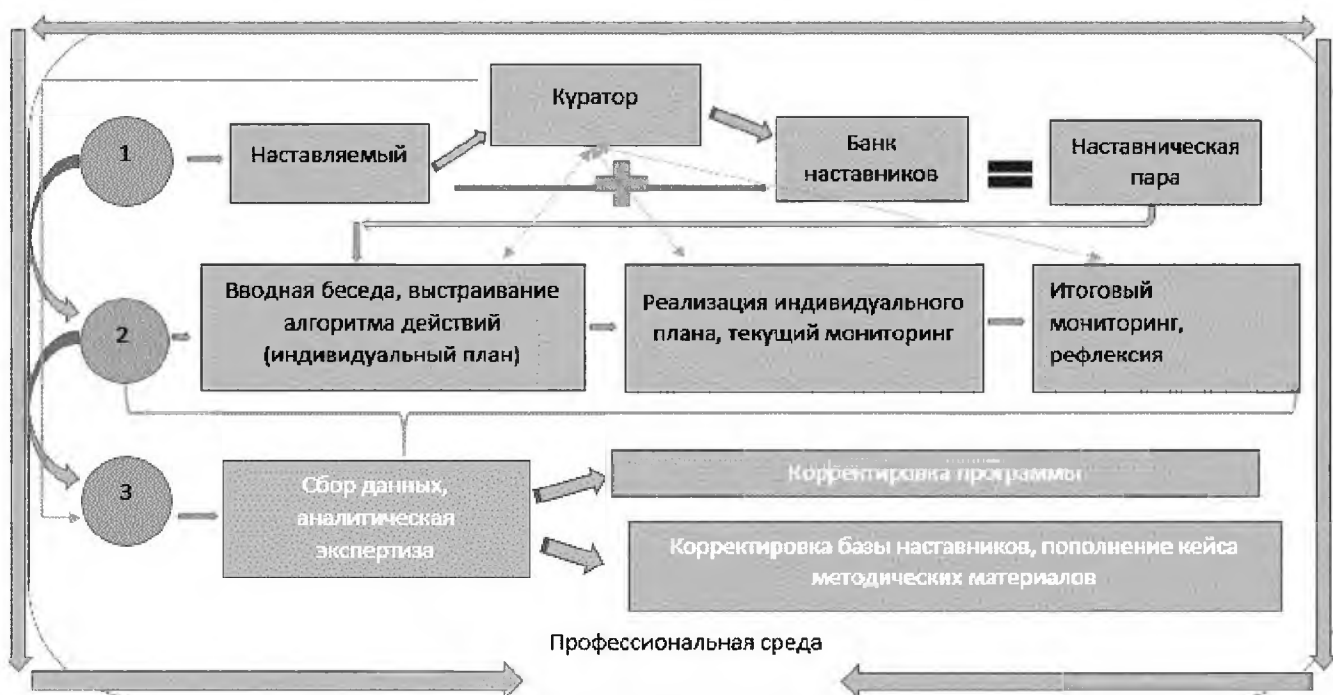 Куратор
1
Наставляемый
Банк
наставников
Наставническая
пара
2
Вводная беседа, выстраивание
алгоритма действий
(индивидуальный план)
Реализация индивидуального
плана, текущий мониторинг
Итоговый
мониторинг,
рефлексия
3
Сбор данных,
аналитическая
экспертиза
Корректировка программы
Корректировка базы наставников, пополнение кейса
методических материалов
Профессиональная среда